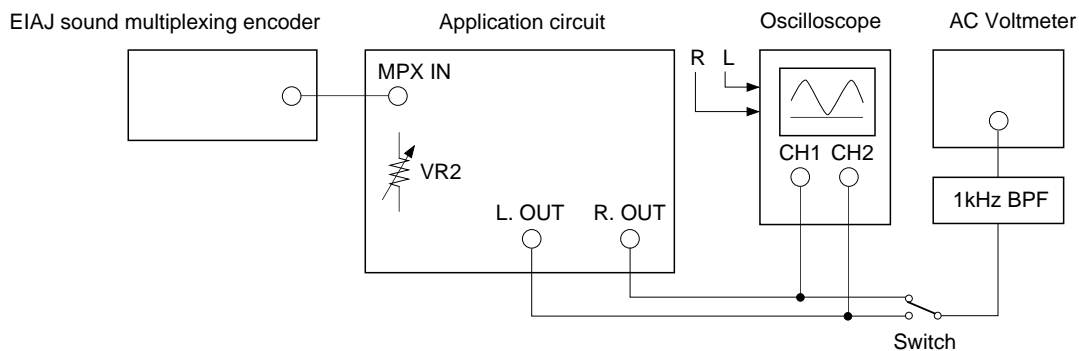 EIAJ sound multiplexing encoder
Application circuit
Oscilloscope
AC Voltmeter
MPX IN
R L
VR2
CH1 CH2
1kHz BPF
L. OUT R. OUT
Switch